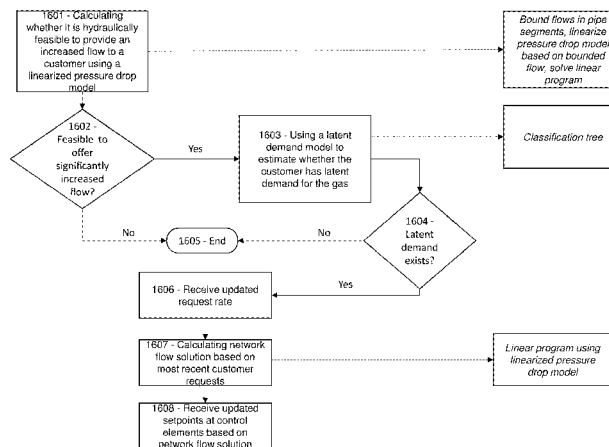 1601 - Calculating
whether it is hydraulically
feasible to provide an
increased flow to a
customer using a
linearized pressure drop
model
Bound flows in pipe
segments, linearize
pressure drop model
based on bounded
flow, solve linear
program
1602 -
Feasible to
offer
significantly
increased
flow?
Yes
1603 - Using a latent
demand model to
estimate whether the
customer has latent
demand for the gas
Classification tree
No
1605 - End
No
1604 -
Latent
demand
exists?
Yes
1606 - Receive updated
request rate
1607 - Calculating network
flow solution based on
most recent customer
requests
Linear program using
linearized pressure
drop model
1608 - Receive updated
setpoints at control
elements based on
network flow solution